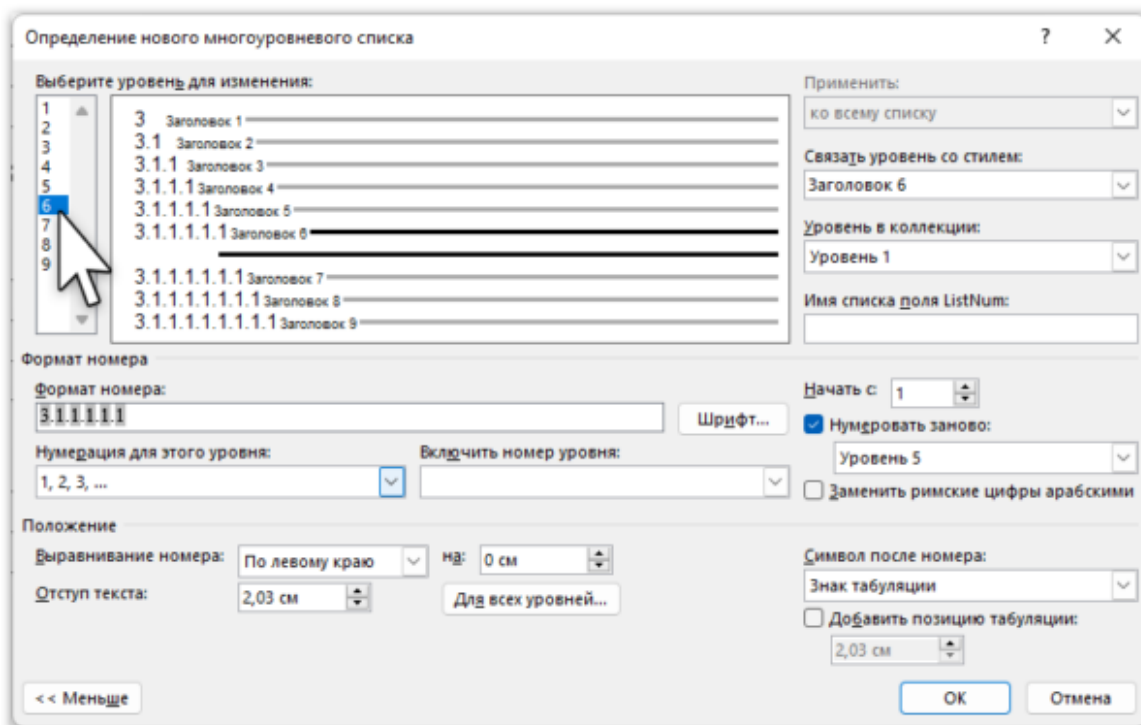 Определение нового многоуровневого списка
Выберите уровень для изменения:
1
2
3
4
5
6
7
8
9
3 Заголовок 1
3.1 Заголовок 2
3.1.1 Заголовок 3
3.1.1.1 Заголовок 4
3.1.1.1.1 Заголовок 5
3.1.1.1.1.1 Заголовок 6
3.1.1.1.1.1.1 Заголовок 7
3.1.1.1.1.1.1.1 Заголовок 8
3.1.1.1.1.1.1.1.1 Заголовок 9
Применить:
ко всему списку
Связать уровень со стилем:
Заголовок 6
Уровень в коллекции:
Уровень 1
Имя списка поля ListNum:
Формат номера
Формат номера:
3.1.1.1.1.1
Шрифт...
Начать с: 1
Нумеровать заново:
Уровень 5
Нумерация для этого уровня:
1, 2, 3, ...
Включить номер уровня:
Заменить римские цифры арабскими
Положение
Выравнивание номера: По левому краю на: 0 см
Отступ текста: 2,03 см Для всех уровней...
Символ после номера:
Знак табуляции
Добавить позицию табуляции:
2,03 см
<< Меньше
ОК
Отмена